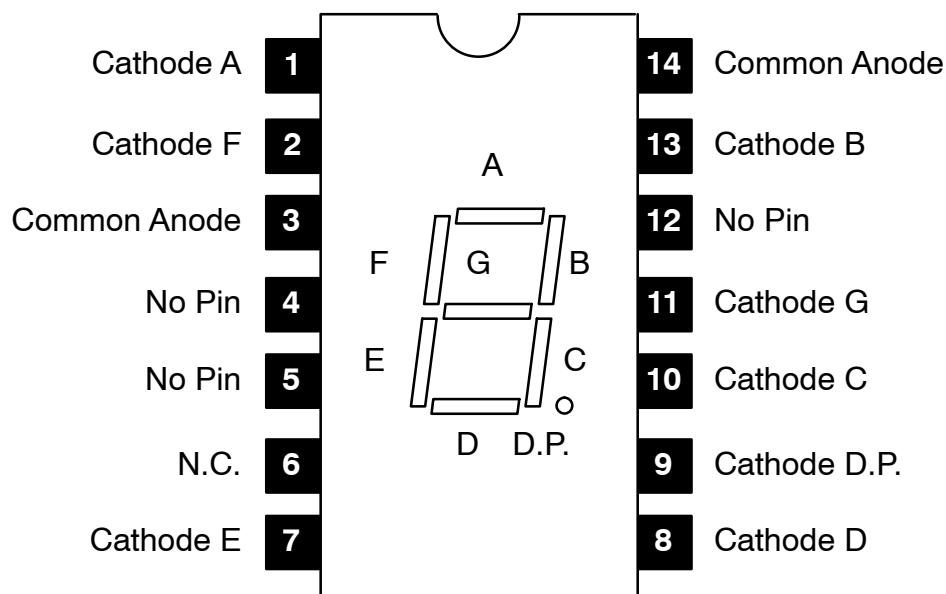 Cathode A 1 14 Common Anode
Cathode F 2 13 Cathode B
A
Common Anode 3 12 No Pin
F G B
No Pin 4 11 Cathode G
E C
No Pin 5 10 Cathode C
D D.P.
N.C. 6 9 Cathode D.P.
Cathode E 7 8 Cathode D